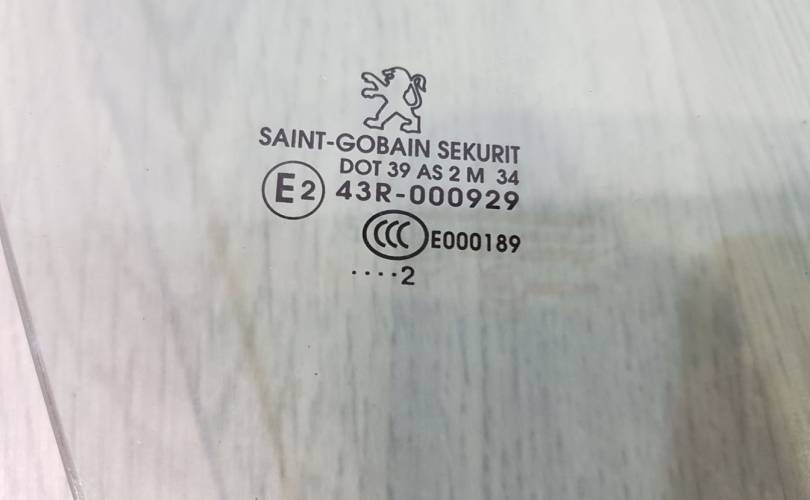 SAINT-GOBAIN SEKURIT
DOT 39 AS 2 M 34
E2 43R-000929
CCC E000189
....2